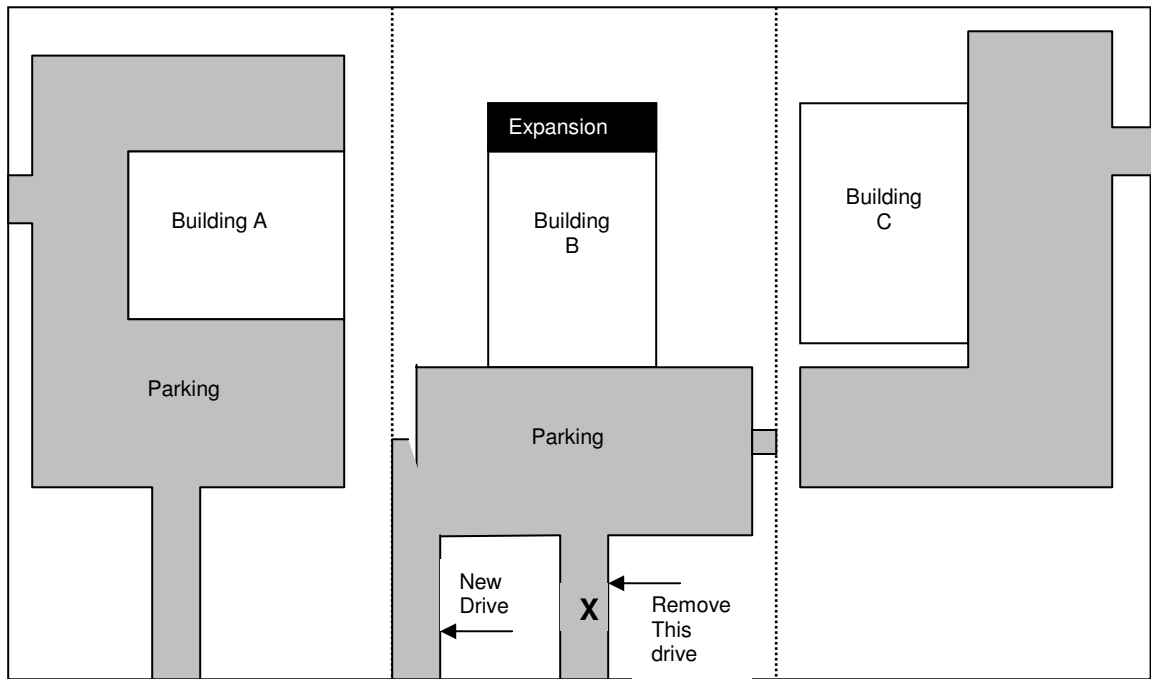 Expansion
Building A
Building
B
Building
C
Parking
Parking
New
Drive
X
Remove
This
drive